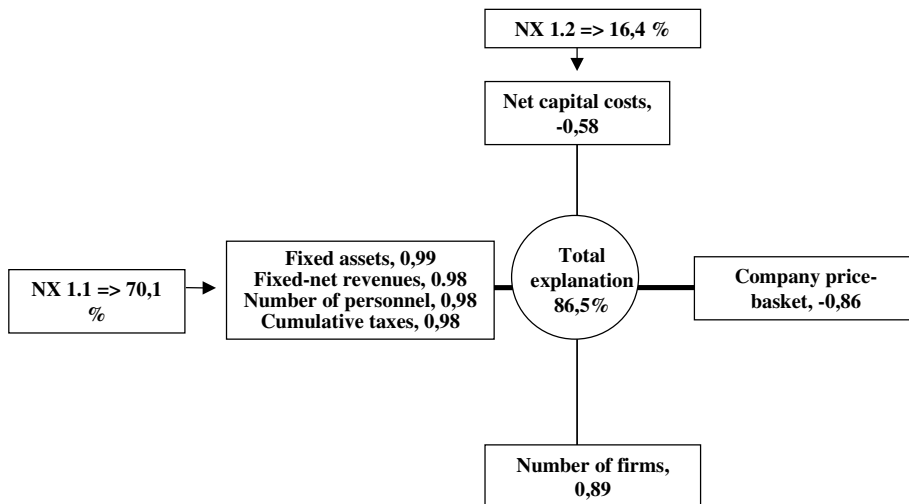 NX 1.2 => 16,4 %
Net capital costs,
-0,58
NX 1.1 => 70,1
%
Fixed assets, 0,99
Fixed-net revenues, 0.98
Number of personnel, 0,98
Cumulative taxes, 0,98
Total
explanation
86,5%
Company price-
basket, -0,86
Number of firms,
0,89